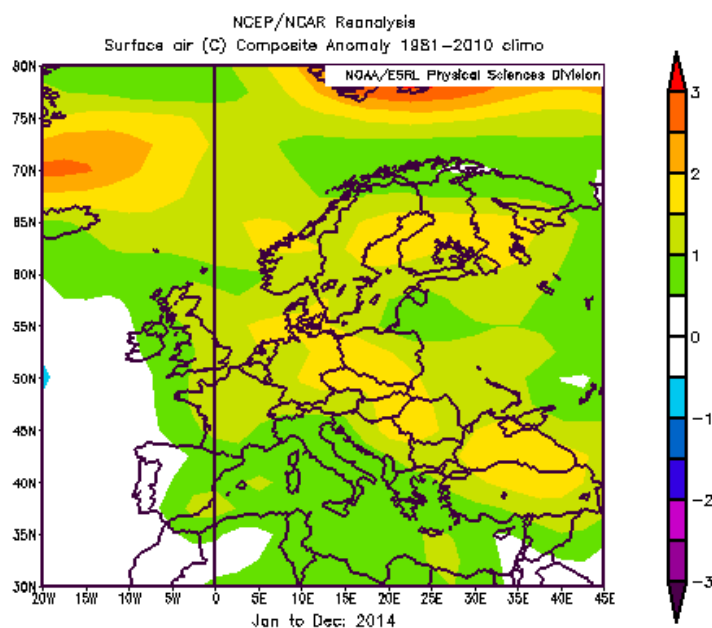 NCEP/NCAR Reanalysis
Surface air (C) Composite Anomaly 1981-2010 climo
NOAA/ESRL Physical Sciences Division
80N
75N
70N
65N
60N
55N
50N
45N
40N
35N
30N
20W 15W 10W 5W 0 5E 10E 15E 20E 25E 30E 35E 40E 45E
Jan to Dec: 2014
3
2
1
0
-1
-2
-3